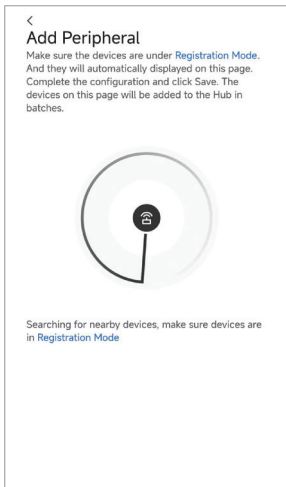 Add Peripheral
Make sure the devices are under Registration Mode.
And they will automatically displayed on this page.
Complete the configuration and click Save. The
devices on this page will be added to the Hub in
batches.
Searching for nearby devices, make sure devices are
in Registration Mode